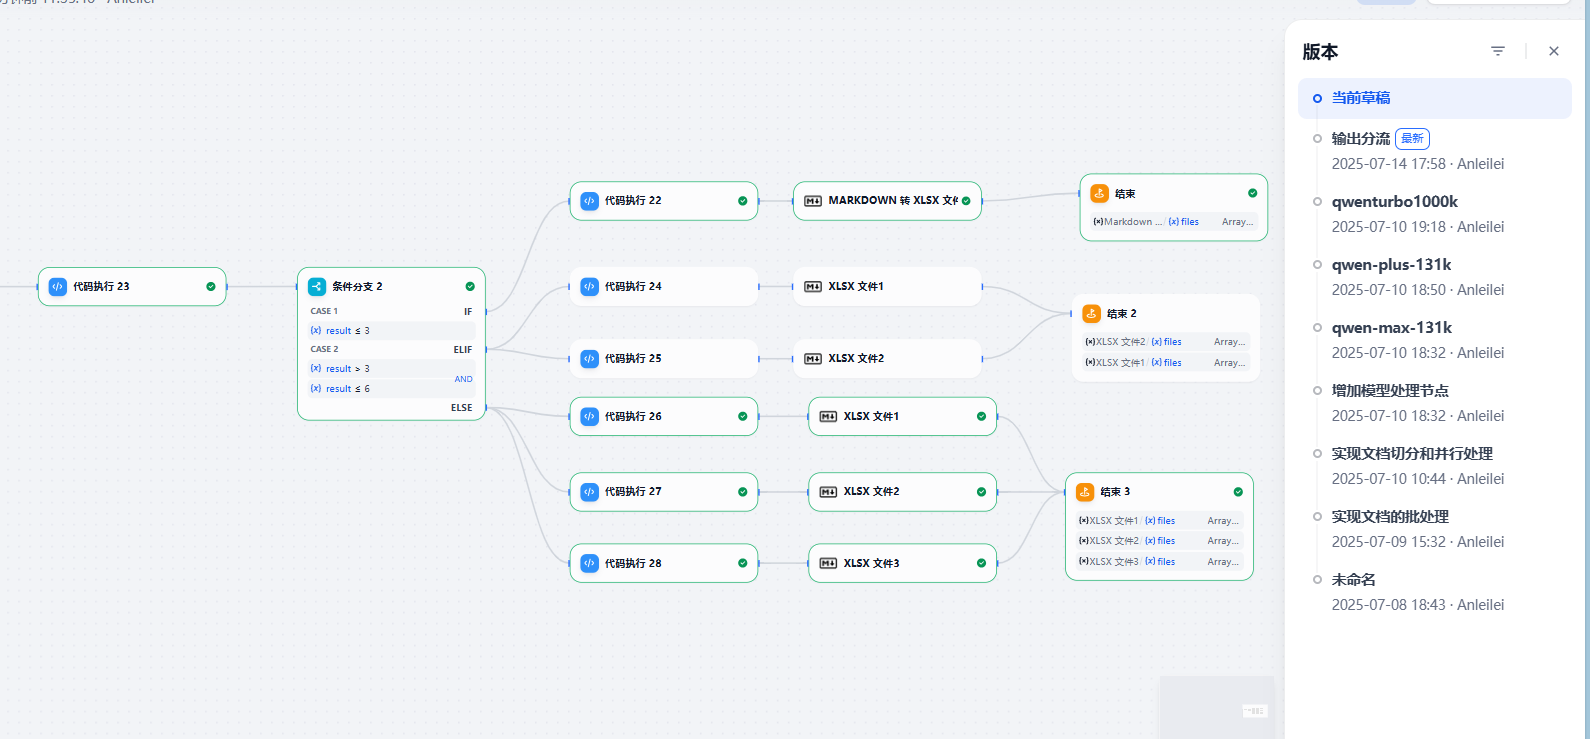 Anleilei
代码执行 23
条件分支 2
CASE 1
IF
(x) result ≤ 3
CASE 2
ELIF
(x) result > 3
AND
(x) result ≤ 6
ELSE
代码执行 22
MARKDOWN 转 XLSX 文件
结束
(×)Markdown .../ (x) files Array...
代码执行 24
XLSX 文件1
代码执行 25
XLSX 文件2
结束 2
(×)XLSX 文件2/ (x) files Array...
(×)XLSX 文件1/ (x) files Array...
代码执行 26
XLSX 文件1
代码执行 27
XLSX 文件2
代码执行 28
XLSX 文件3
结束 3
(×)XLSX 文件1/ (x) files Array...
(×)XLSX 文件2/ (x) files Array...
(×)XLSX 文件3/ (x) files Array...
版本
当前草稿
输出分流 最新
2025-07-14 17:58 · Anleilei
qwenturbo1000k
2025-07-10 19:18 · Anleilei
qwen-plus-131k
2025-07-10 18:50 · Anleilei
qwen-max-131k
2025-07-10 18:32 · Anleilei
增加模型处理节点
2025-07-10 18:32 · Anleilei
实现文档切分和并行处理
2025-07-10 10:44 · Anleilei
实现文档的批处理
2025-07-09 15:32 · Anleilei
未命名
2025-07-08 18:43 · Anleilei